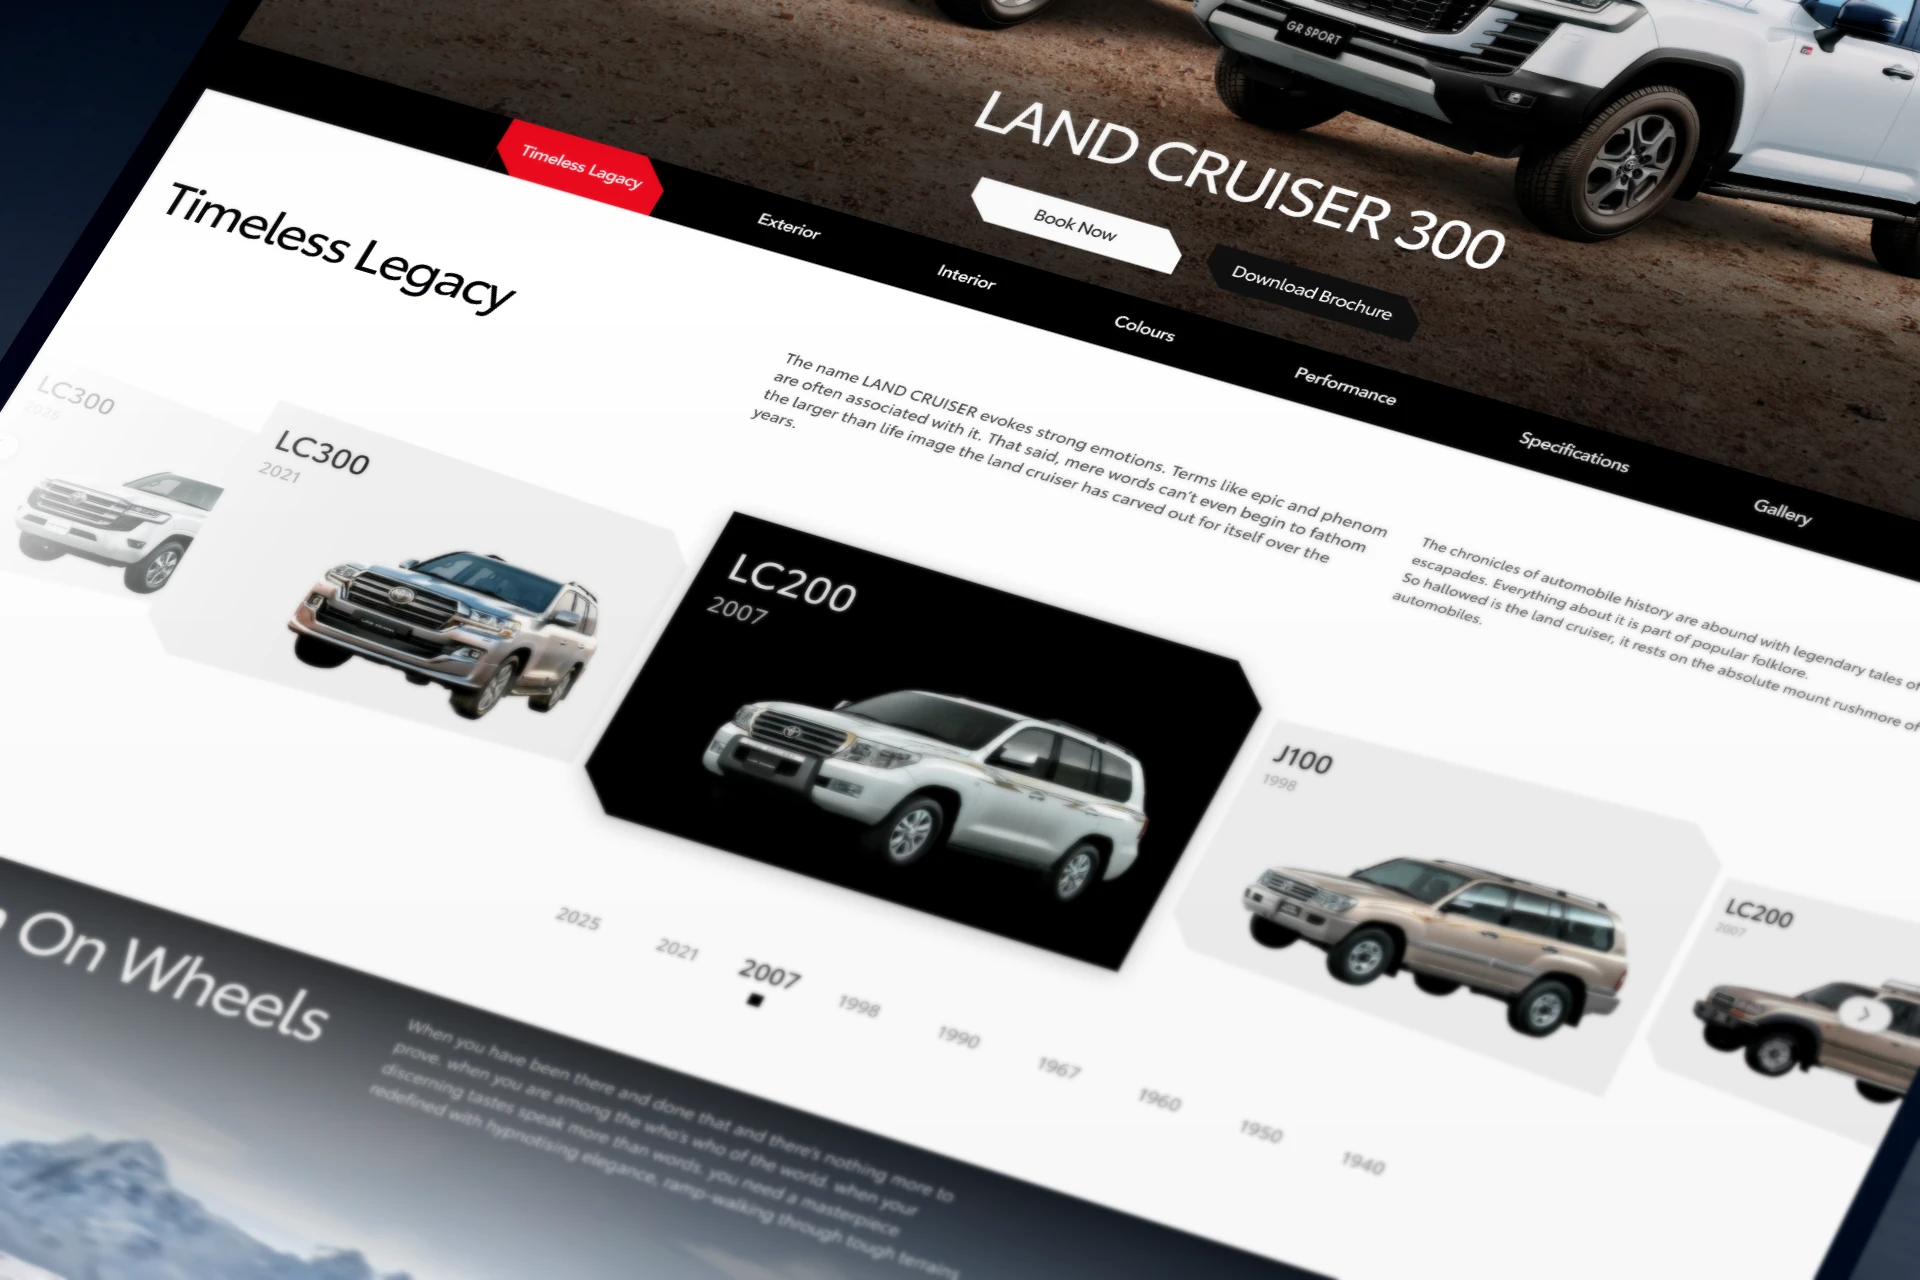 GR SPORT
LAND CRUISER 300
Book Now
Download Brochure
Timeless Lagacy
Exterior
Interior
Colours
Performance
Specifications
Gallery
Timeless Legacy
The name LAND CRUISER evokes strong emotions. Terms like epic and phenom
are often associated with it. That said, mere words can't even begin to fathom
the larger than life image the land cruiser has carved out for itself over the
years.
The chronicles of automobile history are abound with legendary tales of
escapades. Everything about it is part of popular folklore.
So hallowed is the land cruiser, it rests on the absolute mount rushmore of
automobiles.
LC300
2025
LC300
2021
LC200
2007
J100
1998
LC200
2007
2025
2021
2007
1998
1990
1967
1960
1950
1940
On Wheels
When you have been there and done that and there's nothing more to
prove. when you are among the who's who of the world. when your
discerning tastes speak more than words. you need a masterpiece
redefined with hypnotising elegance, ramp-walking through tough terrains